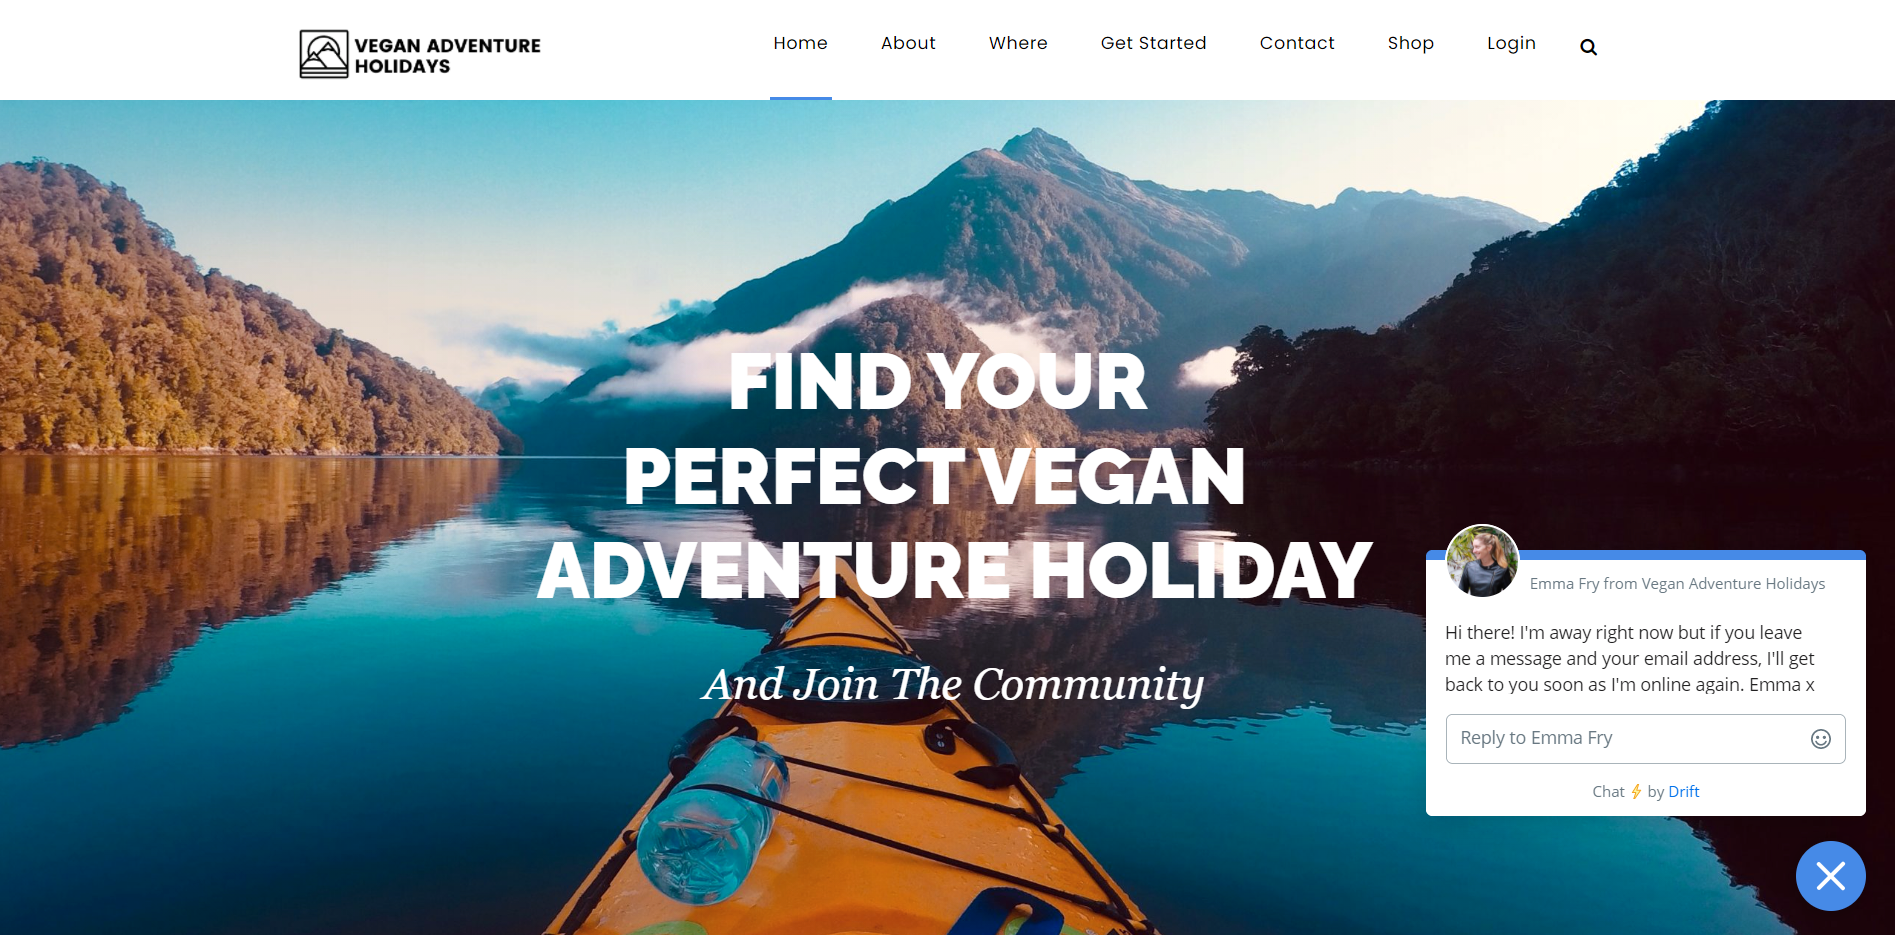 VEGAN ADVENTURE
HOLIDAYS
Home About Where Get Started Contact Shop Login
FIND YOUR
PERFECT VEGAN
ADVENTURE HOLIDAY
And Join The Community
Emma Fry from Vegan Adventure Holidays
Hi there! I'm away right now but if you leave
me a message and your email address, I'll get
back to you soon as I'm online again. Emma x
Reply to Emma Fry
Chat ⚡ by Drift